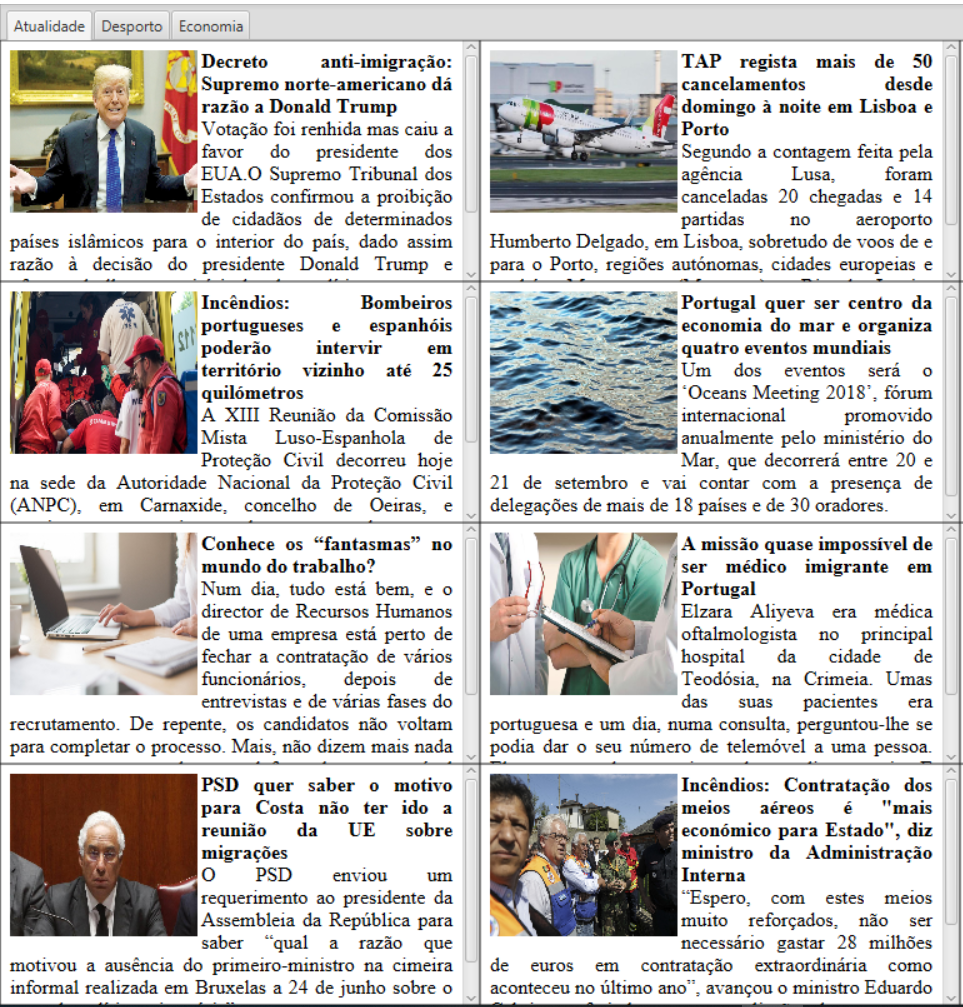 Atualidade Desporto Economia
Decreto anti-imigração:
Supremo norte-americano dá
razão a Donald Trump
Votação foi renhida mas caiu a
favor do presidente dos
EUA.O Supremo Tribunal dos
Estados confirmou a proibição
de cidadãos de determinados
países islâmicos para o interior do país, dado assim
razão à decisão do presidente Donald Trump e
TAP regista mais de 50
cancelamentos desde
domingo à noite em Lisboa e
Porto
Segundo a contagem feita pela
agência Lusa, foram
canceladas 20 chegadas e 14
partidas no aeroporto
Humberto Delgado, em Lisboa, sobretudo de voos de e
para o Porto, regiões autónomas, cidades europeias e
Incêndios: Bombeiros
portugueses e espanhóis
poderão intervir em
território vizinho até 25
quilómetros
A XIII Reunião da Comissão
Mista Luso-Espanhola de
Proteção Civil decorreu hoje
na sede da Autoridade Nacional da Proteção Civil
(ANPC), em Carnaxide, concelho de Oeiras, e
Portugal quer ser centro da
economia do mar e organiza
quatro eventos mundiais
Um dos eventos será o
‘Oceans Meeting 2018’, fórum
internacional promovido
anualmente pelo ministério do
Mar, que decorrerá entre 20 e
21 de setembro e vai contar com a presença de
delegações de mais de 18 países e de 30 oradores.
Conhece os “fantasmas” no
mundo do trabalho?
Num dia, tudo está bem, e o
director de Recursos Humanos
de uma empresa está perto de
fechar a contratação de vários
funcionários, depois de
entrevistas e de várias fases do
recrutamento. De repente, os candidatos não voltam
para completar o processo. Mais, não dizem mais nada
A missão quase impossível de
ser médico imigrante em
Portugal
Elzara Aliyeva era médica
oftalmologista no principal
hospital da cidade de
Teodósia, na Crimeia. Umas
das suas pacientes era
portuguesa e um dia, numa consulta, perguntou-lhe se
podia dar o seu número de telemóvel a uma pessoa.
PSD quer saber o motivo
para Costa não ter ido a
reunião da UE sobre
migrações
O PSD enviou um
requerimento ao presidente da
Assembleia da República para
saber “qual a razão que
motivou a ausência do primeiro-ministro na cimeira
informal realizada em Bruxelas a 24 de junho sobre o
Incêndios: Contratação dos
meios aéreos é "mais
económico para Estado", diz
ministro da Administração
Interna
“Espero, com estes meios
muito reforçados, não ser
necessário gastar 28 milhões
de euros em contratação extraordinária como
aconteceu no último ano”, avançou o ministro Eduardo